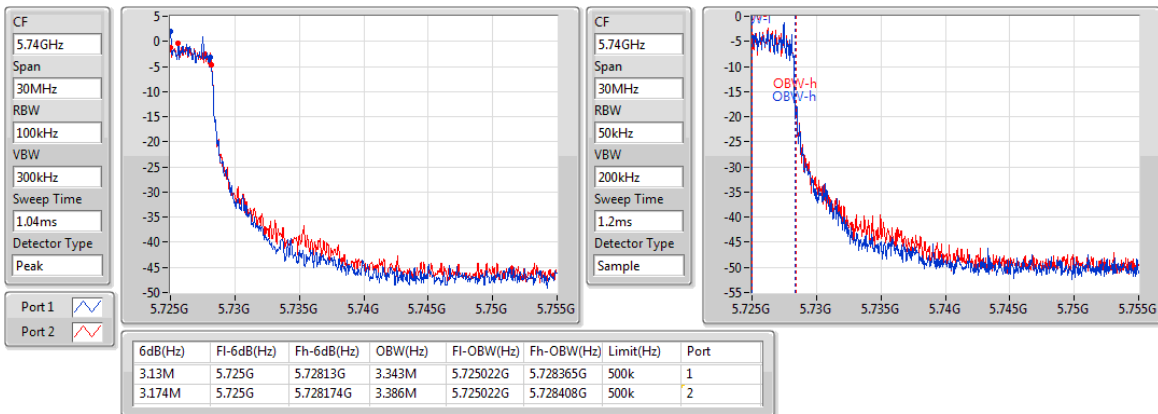 CF
5.74GHz
Span
30MHz
RBW
100kHz
VBW
300kHz
Sweep Time
1.04ms
Detector Type
Peak
Port 1
Port 2
5
0
-5
-10
-15
-20
-25
-30
-35
-40
-45
-50
5.725G 5.73G 5.735G 5.74G 5.745G 5.75G 5.755G
CF
5.74GHz
Span
30MHz
RBW
50kHz
VBW
200kHz
Sweep Time
1.2ms
Detector Type
Sample
0
-5
-10
-15
-20
-25
-30
-35
-40
-45
-50
-55
OBW-h
OBW-h
5.725G 5.73G 5.735G 5.74G 5.745G 5.75G 5.755G
6dB(Hz) Fl-6dB(Hz) Fh-6dB(Hz) OBW(Hz) Fl-OBW(Hz) Fh-OBW(Hz) Limit(Hz) Port
3.13M 5.725G 5.72813G 3.343M 5.725022G 5.728365G 500k 1
3.174M 5.725G 5.728174G 3.386M 5.725022G 5.728408G 500k 2